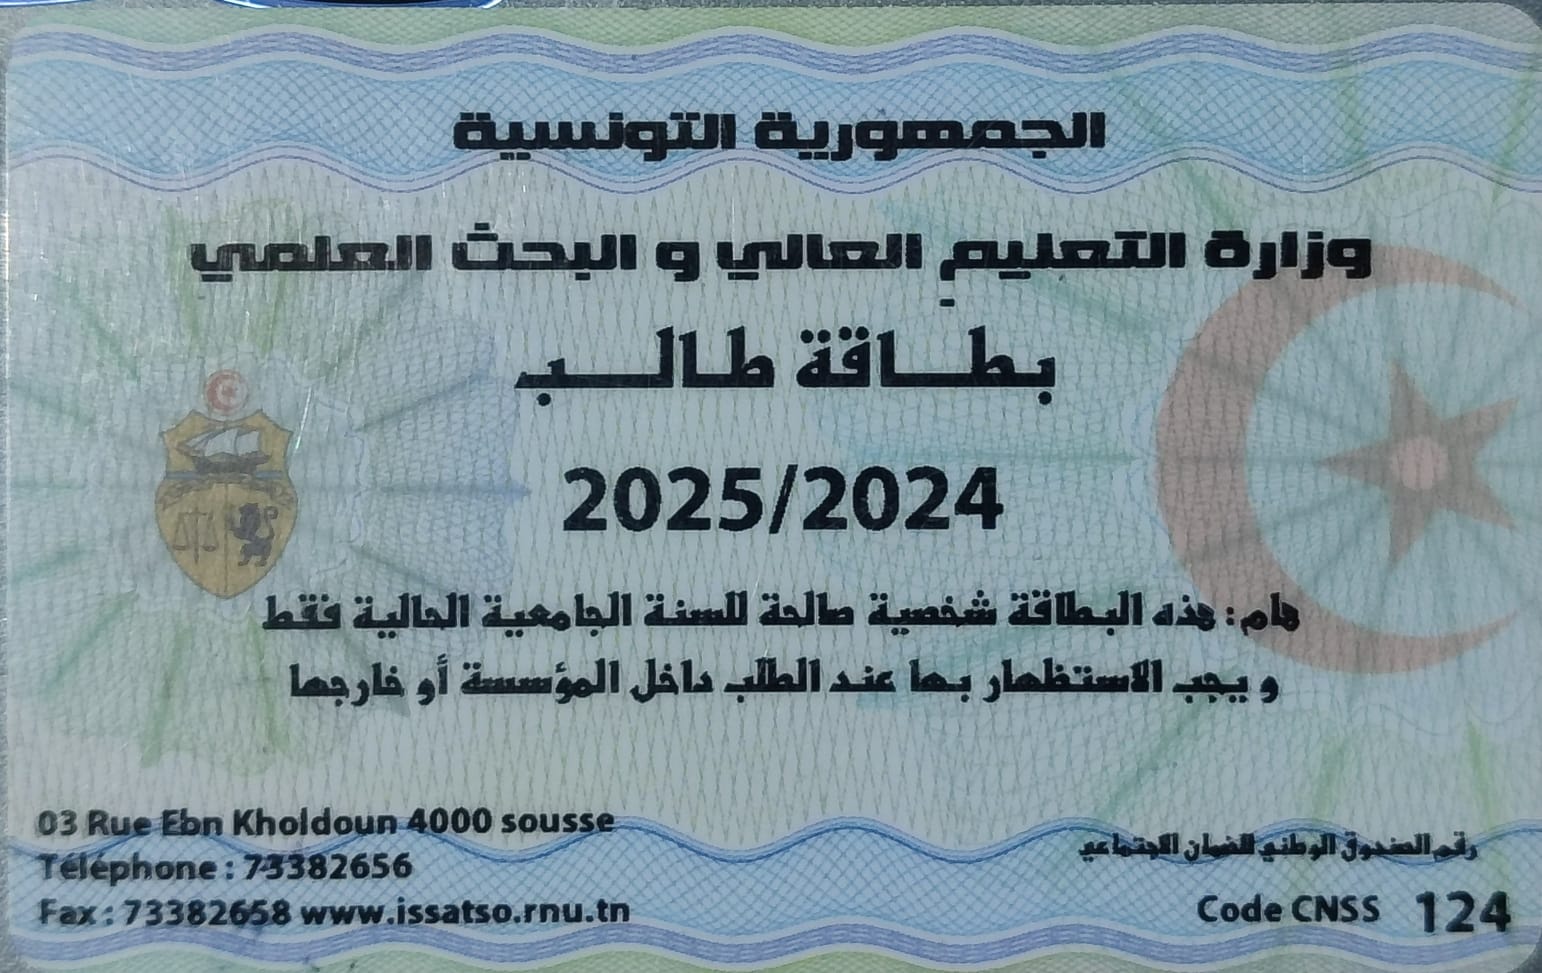 الجمهورية التونسية
وزارة التعليم العالي و البحث العلمي
بطاقة طالب
2025/2024
هام: هذه البطاقة شخصية صالحة للسنة الجامعية الحالية فقط
و يجب الاستظهار بها عند الطلب داخل المؤسسة أو خارجها
03 Rue Ebn Kholdoun 4000 sousse
Téléphone : 73382656
Fax : 73382658 www.issatso.rnu.tn
رقم الصندوق الوطني للضمان الاجتماعي
Code CNSS 124